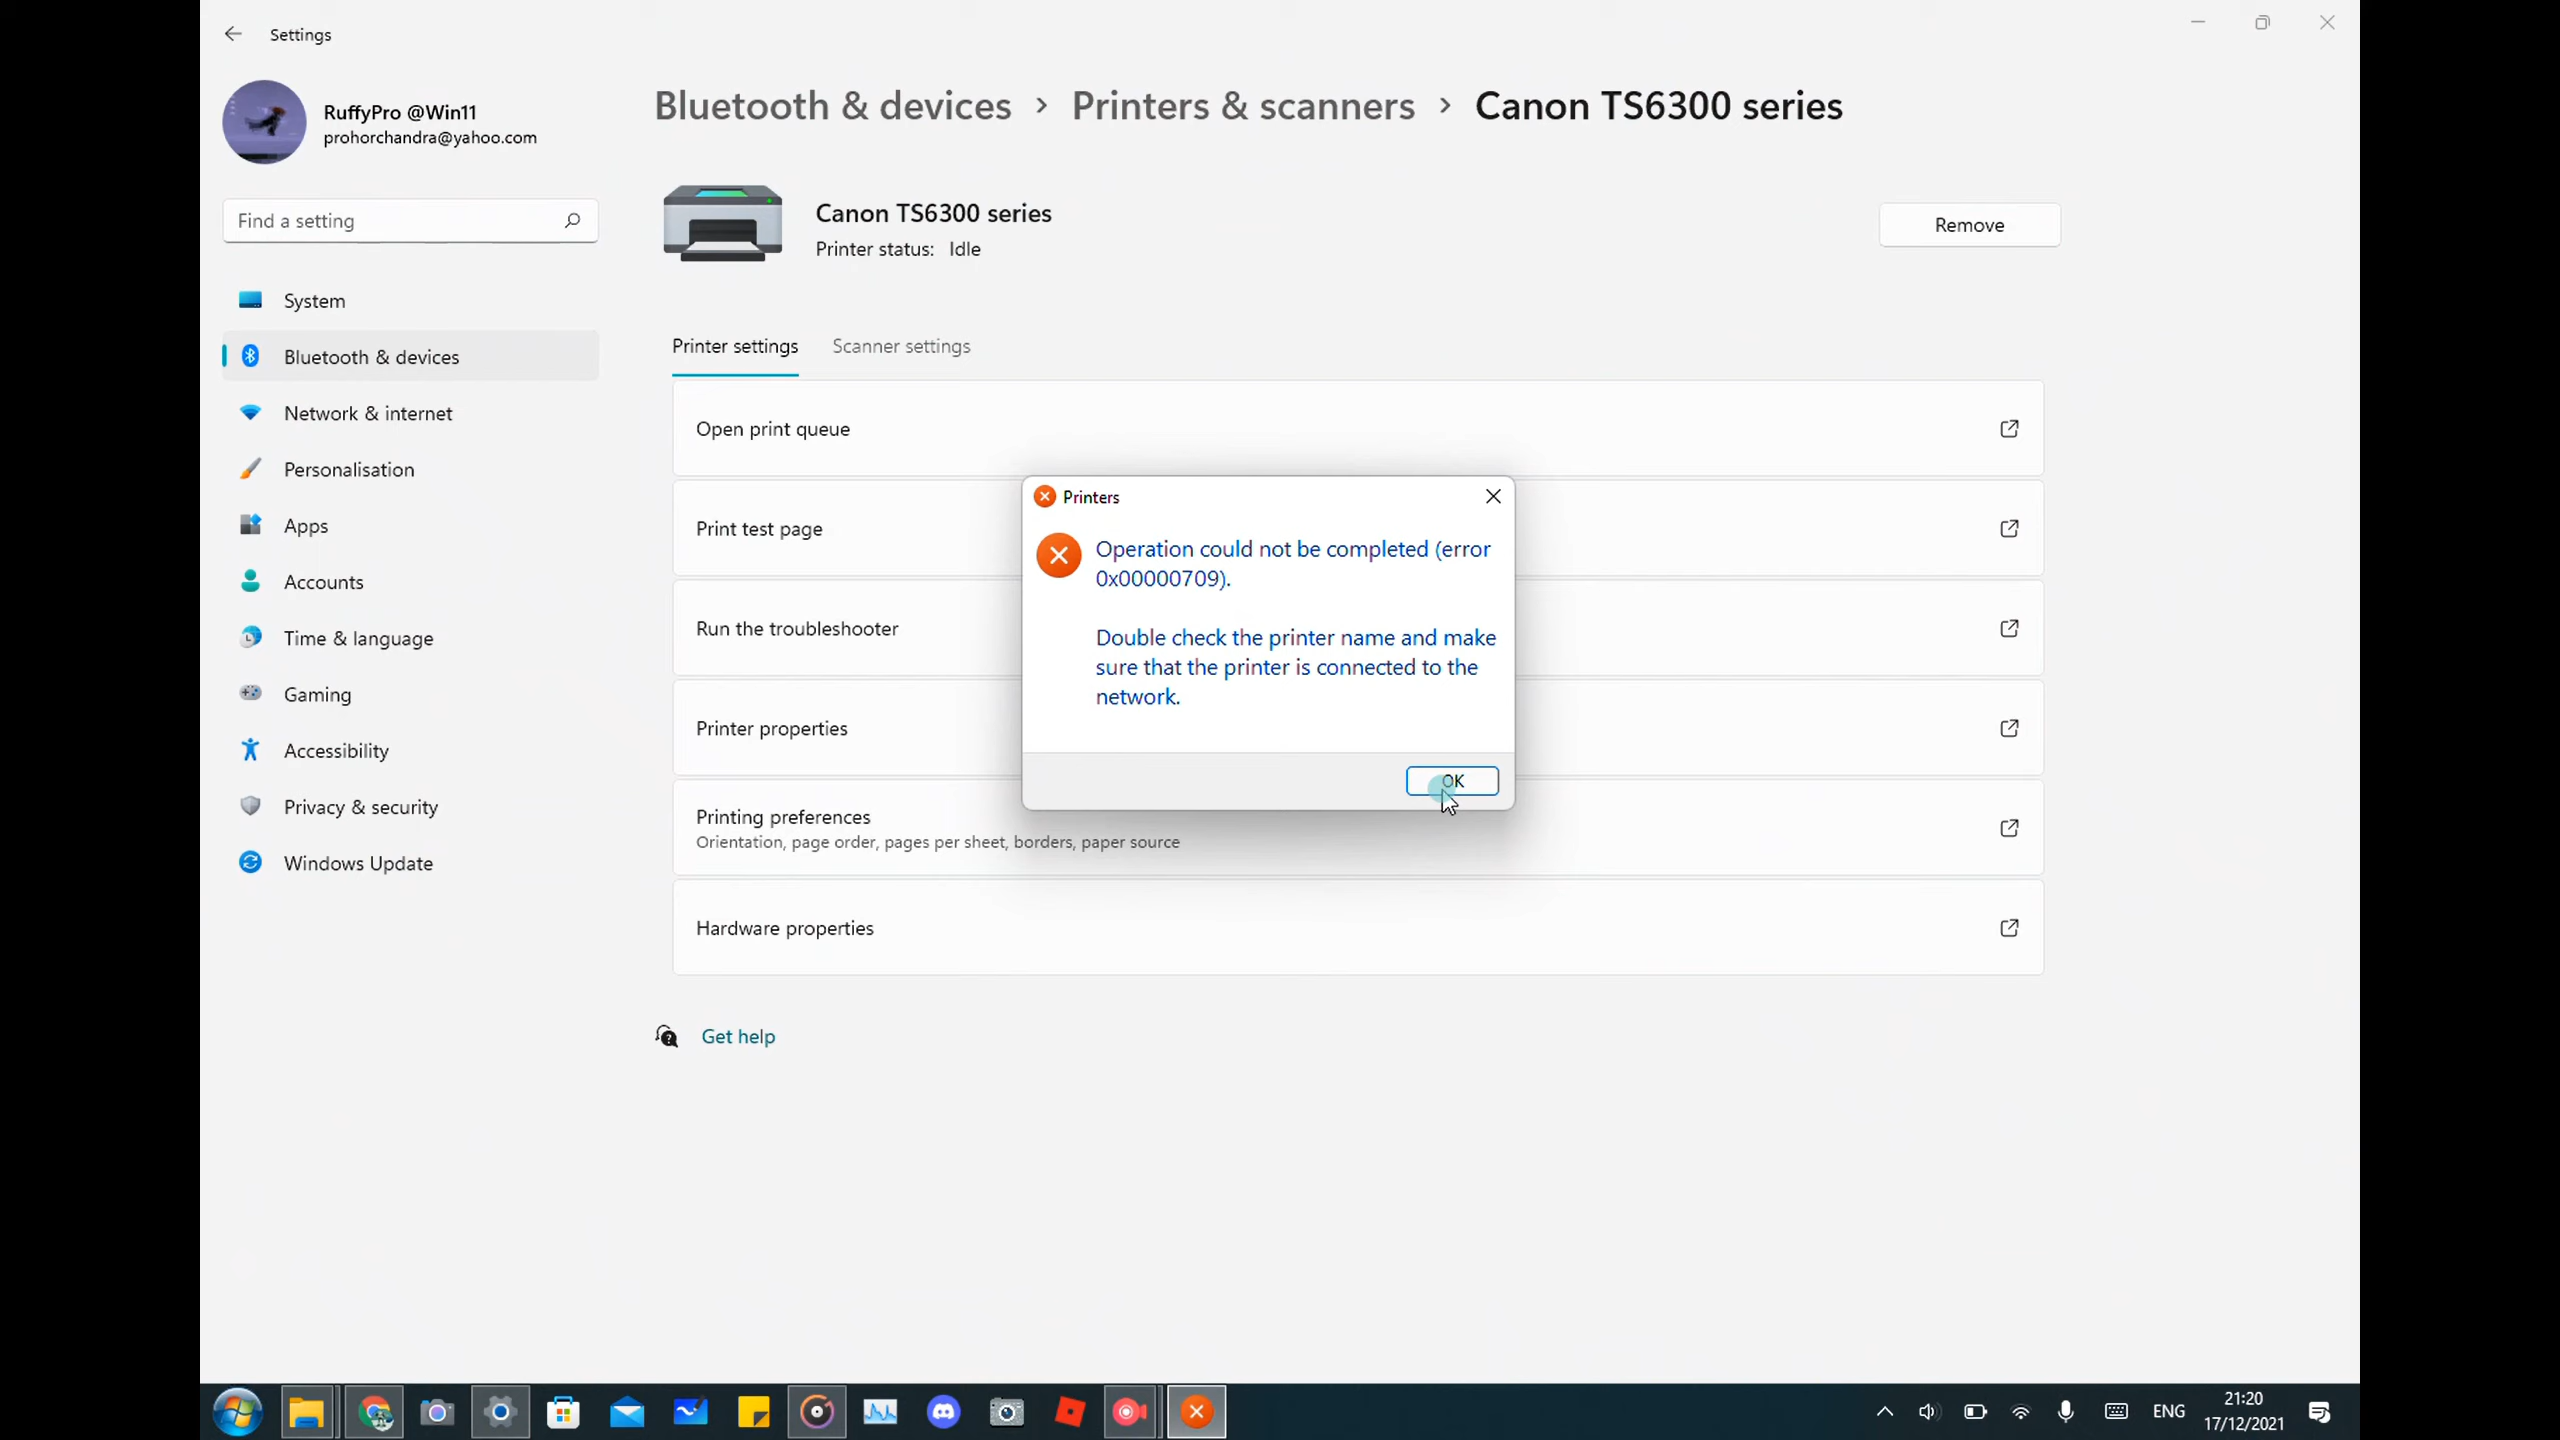 Settings
RuffyPro @Win11
prohorchandra@yahoo.com
Find a setting
System
Bluetooth & devices
Network & internet
Personalisation
Apps
Accounts
Time & language
Gaming
Accessibility
Privacy & security
Windows Update
Bluetooth & devices > Printers & scanners > Canon TS6300 series
Canon TS6300 series
Printer status: Idle
Remove
Printer settings
Scanner settings
Open print queue
Print test page
Run the troubleshooter
Printer properties
Printing preferences
Orientation, page order, pages per sheet, borders, paper source
Hardware properties
Get help
Printers
Operation could not be completed (error
0x00000709).
Double check the printer name and make
sure that the printer is connected to the
network.
OK
ENG
21:20
17/12/2021